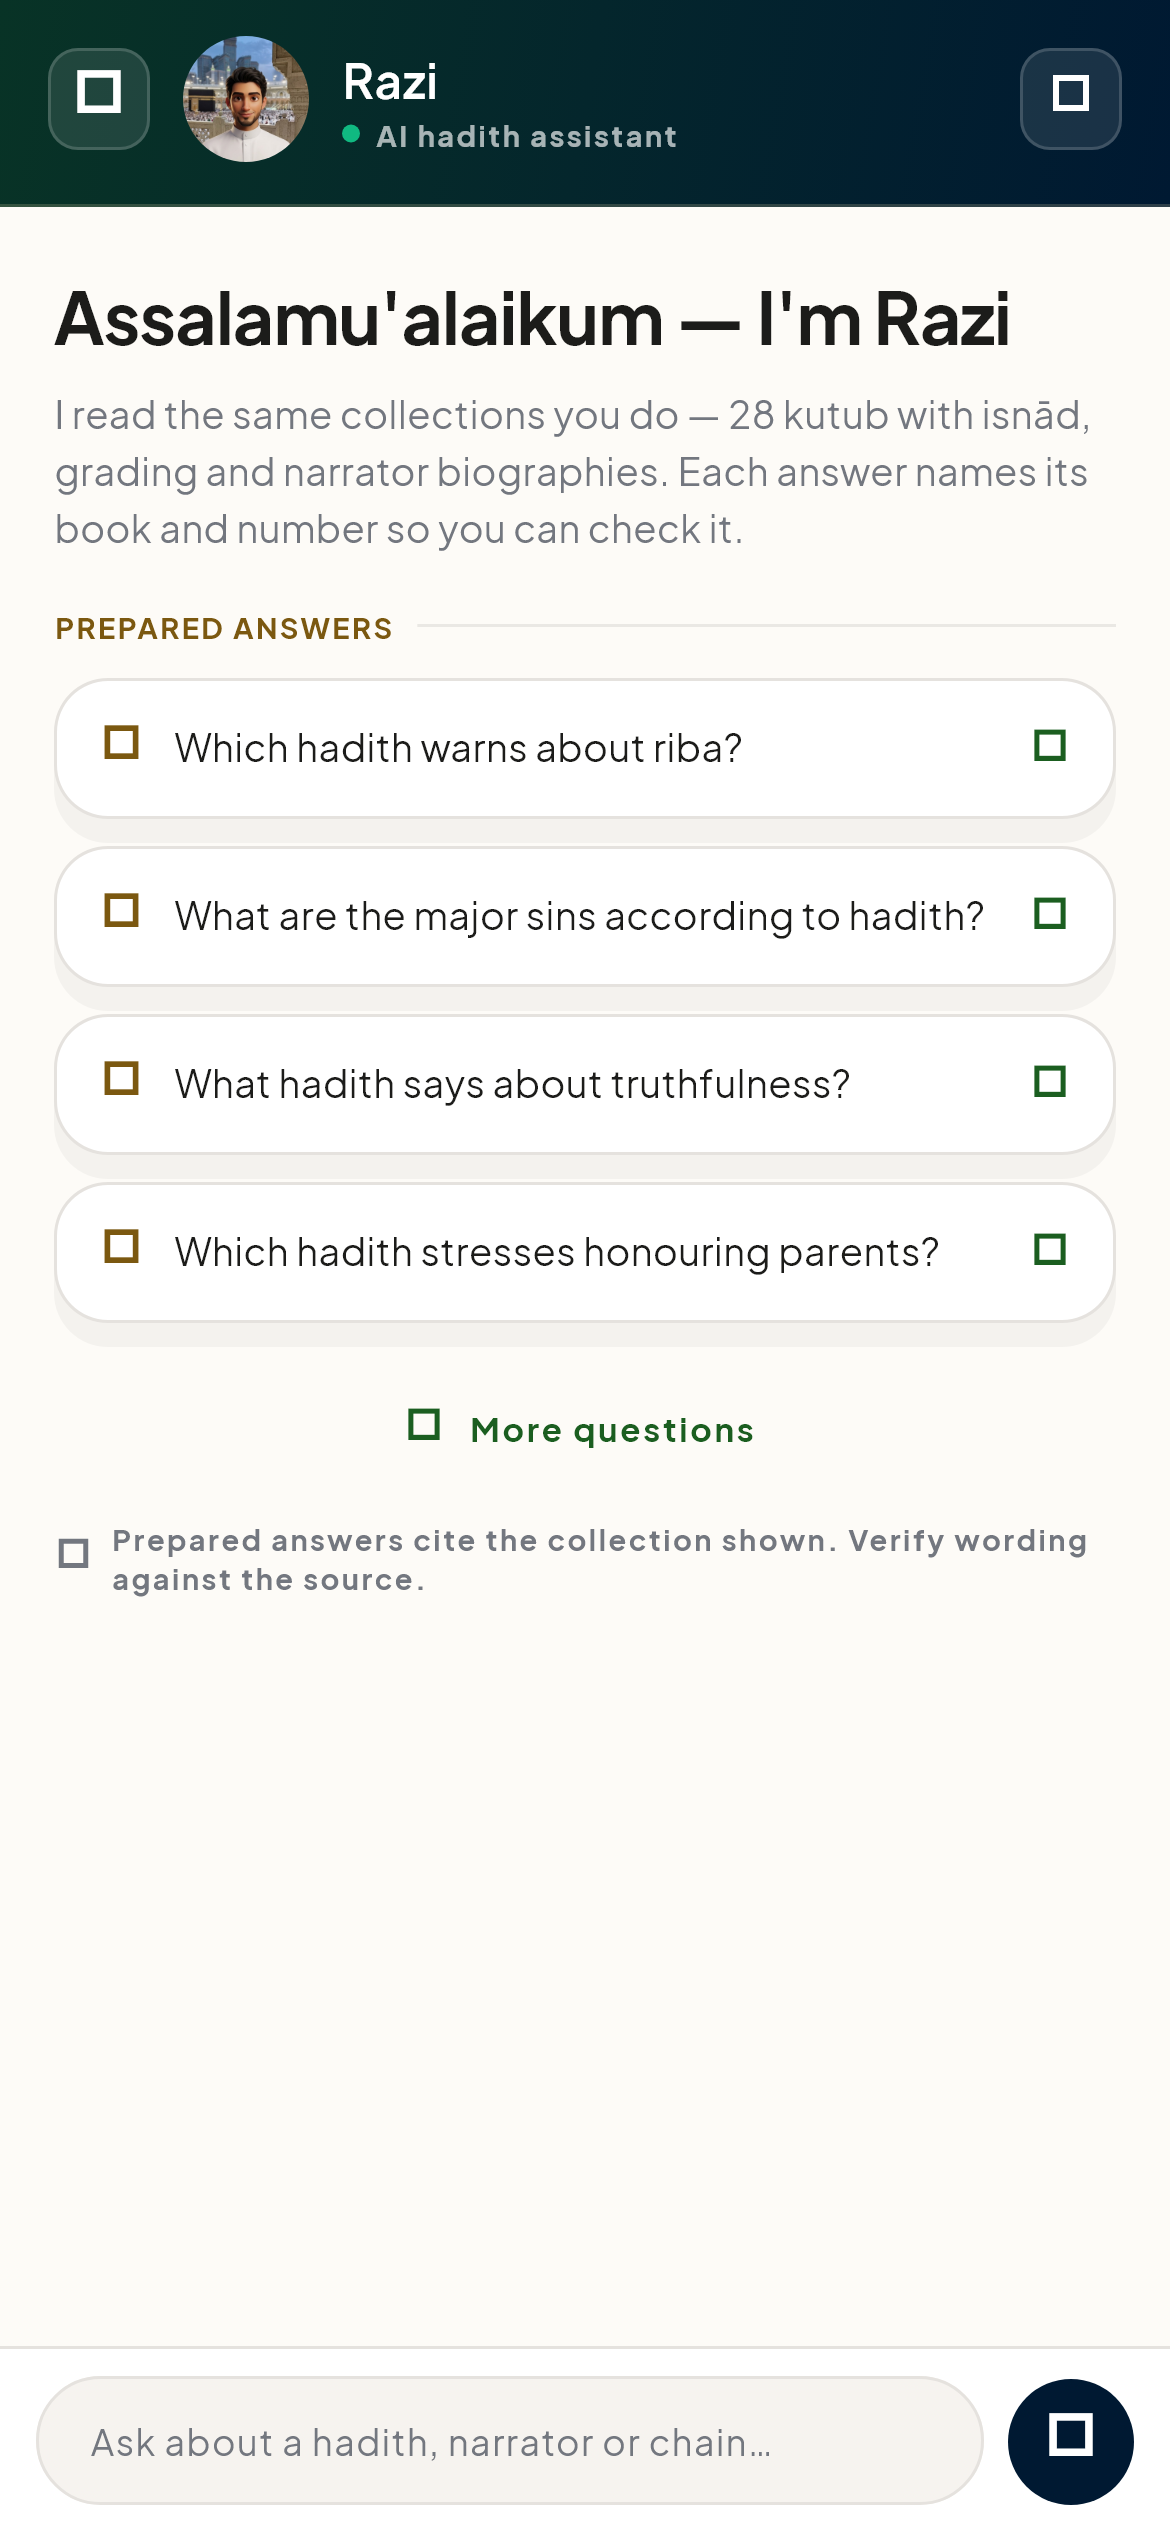 Razi
AI hadith assistant
Assalamu'alaikum — I'm Razi
I read the same collections you do — 28 kutub with isnād,
grading and narrator biographies. Each answer names its
book and number so you can check it.
PREPARED ANSWERS
Which hadith warns about riba?
What are the major sins according to hadith?
What hadith says about truthfulness?
Which hadith stresses honouring parents?
More questions
Prepared answers cite the collection shown. Verify wording
against the source.
Ask about a hadith, narrator or chain…